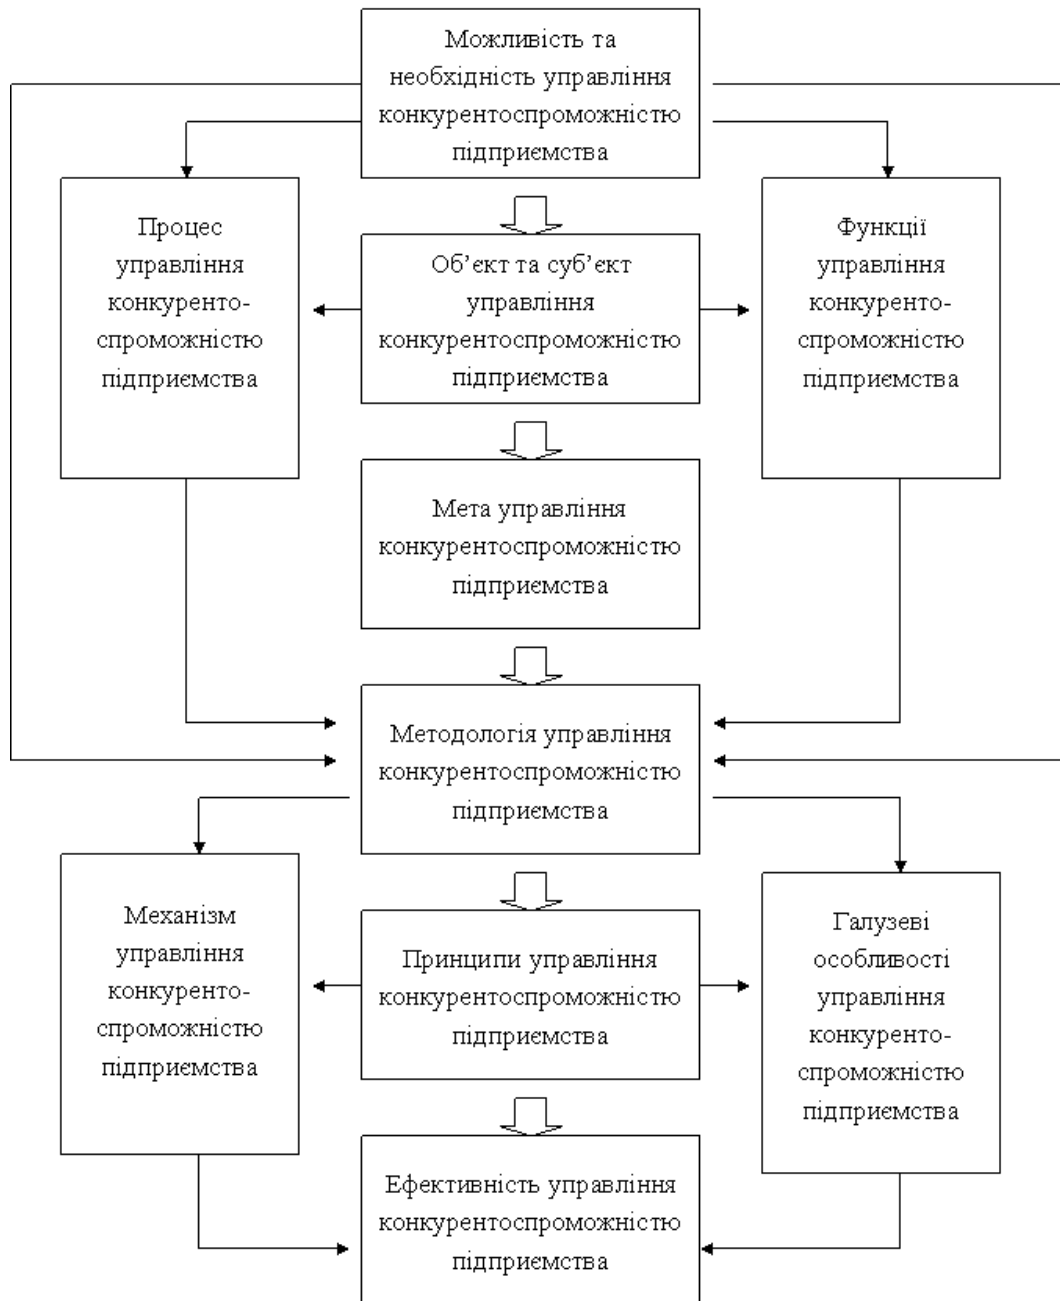 Можливість та
необхідність управління
конкурентоспроможністю
підприємства
Процес
управління
конкуренто-
спроможністю
підприємства
Об’єкт та суб’єкт
управління
конкурентоспроможністю
підприємства
Функції
управління
конкуренто-
спроможністю
підприємства
Мета управління
конкурентоспроможністю
підприємства
Методологія управління
конкурентоспроможністю
підприємства
Механізм
управління
конкуренто-
спроможністю
підприємства
Принципи управління
конкурентоспроможністю
підприємства
Галузеві
особливості
управління
конкуренто-
спроможністю
підприємства
Ефективність управління
конкурентоспроможністю
підприємства